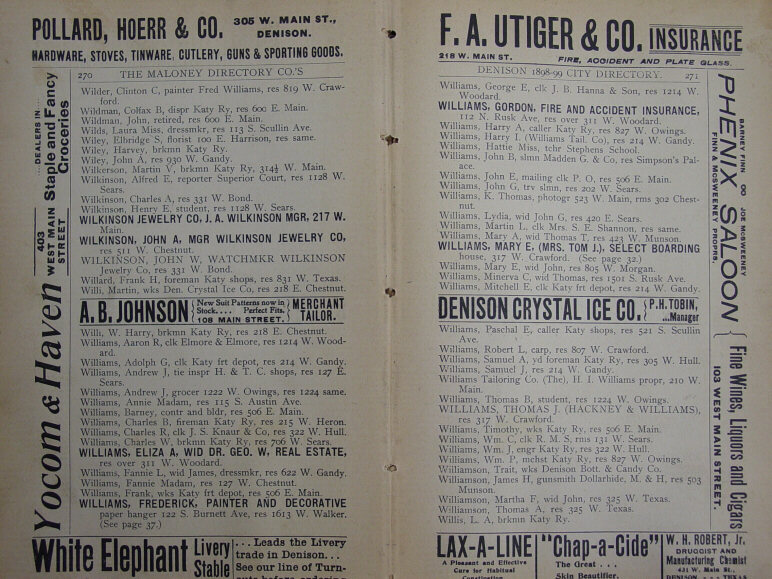 POLLARD, HOERR & CO. 305 W. MAIN ST., DENISON.
HARDWARE, STOVES, TINWARE, CUTLERY, GUNS & SPORTING GOODS.
270 THE MALONEY DIRECTORY CO.'S
Wilder, Clinton C, painter Fred Williams, res 819 W. Craw-
ford.
Wildman, Colfax B, dispr Katy Ry, res 600 E. Main.
Wildman, John, retired, res 600 E. Main.
Wilds, Laura Miss, dressmkr, res 113 S. Scullin Ave.
Wiley, Elbridge S, florist 100 E. Harrison, res same.
Wiley, Harvey, brkmn Katy Ry.
Wiley, John A, res 930 W. Gandy.
Wilkerson, Martin V, brkmn Katy Ry, 314½ W. Main.
Wilkinson, Alfred E, reporter Superior Court, res 1128 W.
Sears.
Wilkinson, Charles A, res 331 W. Bond.
Wilkinson, Henry E, student, res 1128 W. Sears.
WILKINSON JEWELRY CO, J. A. WILKINSON MGR, 217 W.
Main.
WILKINSON, JOHN A, MGR WILKINSON JEWELRY CO,
res 511 W. Chestnut.
WILKINSON, JOHN W, WATCHMKR WILKINSON
Jewelry Co, res 331 W. Bond.
Willard, Frank H, foreman Katy shops, res 831 W. Texas.
Willi, Martin, wks Den. Crystal Ice Co, res 218 E. Chestnut.
A. B. JOHNSON New Suit Patterns now in Stock.... Perfect Fits. 108 MAIN STREET. MERCHANT TAILOR.
Willi, W. Harry, brkmn Katy Ry, res 218 E. Chestnut.
Williams, Aaron R, clk Elmore & Elmore, res 1214 W. Wood-
ard.
Williams, Adolph G, clk Katy frt depot, res 214 W. Gandy.
Williams, Andrew J, tie inspr H. & T. C. shops, res 127 E.
Sears.
Williams, Andrew J, grocer 1222 W. Owings, res 1224 same.
Williams, Annie Madam, res 115 S. Austin Ave.
Williams, Barney, contr and bldr, res 506 E. Main.
Williams, Charles B, fireman Katy Ry, res 215 W. Heron.
Williams, Charles R, clk J. S. Knaur & Co, res 322 W. Hull.
Williams, Charles W, brkmn Katy Ry, res 706 W. Sears.
WILLIAMS, ELIZA A, WID DR. GEO. W, REAL ESTATE,
res over 311 W. Woodard.
Williams, Fannie L, wid James, dressmkr, res 622 W. Gandy.
Williams, Fannie Madam, res 127 W. Chestnut.
Williams, Frank, wks Katy frt depot, res 506 E. Main.
WILLIAMS, FREDERICK, PAINTER AND DECORATIVE
paper hanger 122 S. Burnett Ave, res 1613 W. Walker.
(See page 37.)
White Elephant Livery Stable
...Leads the Livery
trade in Denison...
See our line of Turn-
Yocom & Haven 403 WEST MAIN STREET
...DEALERS IN... Staple and Fancy Groceries
F. A. UTIGER & CO. INSURANCE
218 W. MAIN ST. FIRE, ACCIDENT AND PLATE GLASS.
DENISON 1898-99 CITY DIRECTORY. 271
Williams, George E, clk J. B. Hanna & Son, res 1214 W.
Woodard.
WILLIAMS, GORDON, FIRE AND ACCIDENT INSURANCE,
112 N. Rusk Ave, res over 311 W. Woodard.
Williams, Harry A, caller Katy Ry, res 827 W. Owings.
Williams, Harry I. (Williams Tail. Co), res 214 W. Gandy.
Williams, Hattie Miss, tchr Stephens School.
Williams, John B, slmn Madden G. & Co, res Simpson's Pal-
ace.
Williams, John E, mailing clk P. O, res 506 E. Main.
Williams, John G, trv slmn, res 202 W. Sears.
Williams, K. Thomas, photogr 523 W. Main, rms 302 Chest-
nut.
Williams, Lydia, wid John G, res 420 E. Sears.
Williams, Martin L, clk Mrs. S. E. Shannon, res same.
Williams, Mary A, wid Thomas T, res 423 W. Munson.
WILLIAMS, MARY E, (MRS. TOM J.), SELECT BOARDING
house, 317 W. Crawford. (See page 32.)
Williams, Mary E, wid John, res 805 W. Morgan.
Williams, Minerva C, wid Thomas, res 1501 S. Rusk Ave.
Williams, Mitchell E, clk Katy frt depot, res 214 W. Gandy.
DENISON CRYSTAL ICE CO. P. H. TOBIN, ...Manager
Williams, Paschal E, caller Katy shops, res 521 S. Scullin
Ave.
Williams, Robert L, carp, res 807 W. Crawford.
Williams, Samuel A, yd foreman Katy Ry, res 305 W. Hull.
Williams, Samuel J, res 214 W. Gandy.
Williams Tailoring Co. (The), H. I. Williams propr, 210 W.
Main.
Williams, Thomas B, student, res 1224 W. Owings.
WILLIAMS, THOMAS J. (HACKNEY & WILLIAMS),
res 317 W. Crawford.
Williams, Timothy, wks Katy Ry, res 506 E. Main.
Williams, Wm. C, clk R. M. S, rms 131 W. Sears.
Williams, Wm. J, engr Katy Ry, res 322 W. Hull.
Williams, Wm. P, mchst Katy Ry, res 827 W. Owings.
Williamson, Trait, wks Denison Bott. & Candy Co.
Williamson, James H, gunsmith Dollarhide, M. & H, res 503
Munson.
Williamson, Martha F, wid John, res 325 W. Texas.
Williamson, Thomas A, res 325 W. Texas.
Willis, L. A, brkmn Katy Ry.
BARNEY FINN JOE McSWEENEY
FINN & McSWEENEY PROPRS.
PHENIX SALOON Fine Wines, Liquors and Cigars
103 WEST MAIN STREET.
LAX-A-LINE
A Pleasant and Effective
Cure for Habitual
Constipation
"Chap-a-Cide"
The Great . . .
Skin Beautifier,
W. H. ROBERT, Jr.
DRUGGIST AND
Manufacturing Chemist
431 W. Main St.,